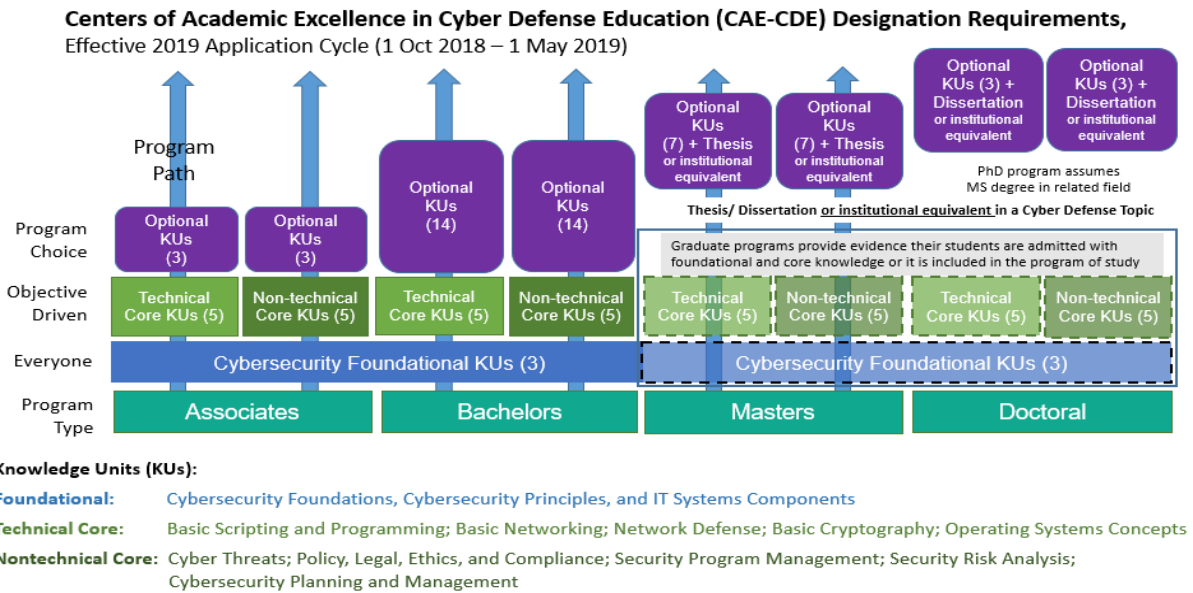 Centers of Academic Excellence in Cyber Defense Education (CAE-CDE) Designation Requirements,
Effective 2019 Application Cycle (1 Oct 2018 – 1 May 2019)
Program
Path
Program
Choice
Optional
KUs
(3)
Optional
KUs
(3)
Optional
KUs
(14)
Optional
KUs
(14)
Optional
KUs
(7) + Thesis
or institutional
equivalent
Optional
KUs
(7) + Thesis
or institutional
equivalent
Optional
KUs (3) +
Dissertation
or institutional
equivalent
Optional
KUs (3) +
Dissertation
or institutional
equivalent
PhD program assumes
MS degree in related field
Thesis/ Dissertation or institutional equivalent in a Cyber Defense Topic
Graduate programs provide evidence their students are admitted with
foundational and core knowledge or it is included in the program of study
Objective
Driven
Technical
Core KUs (5)
Non-technical
Core KUs (5)
Technical
Core KUs (5)
Non-technical
Core KUs (5)
Technical
Core KUs (5)
Non-technical
Core KUs (5)
Technical
Core KUs (5)
Non-technical
Core KUs (5)
Everyone
Cybersecurity Foundational KUs (3)
Cybersecurity Foundational KUs (3)
Program
Type
Associates
Bachelors
Masters
Doctoral
Knowledge Units (KUs):
Foundational: Cybersecurity Foundations, Cybersecurity Principles, and IT Systems Components
Technical Core: Basic Scripting and Programming; Basic Networking; Network Defense; Basic Cryptography; Operating Systems Concepts
Nontechnical Core: Cyber Threats; Policy, Legal, Ethics, and Compliance; Security Program Management; Security Risk Analysis;
Cybersecurity Planning and Management